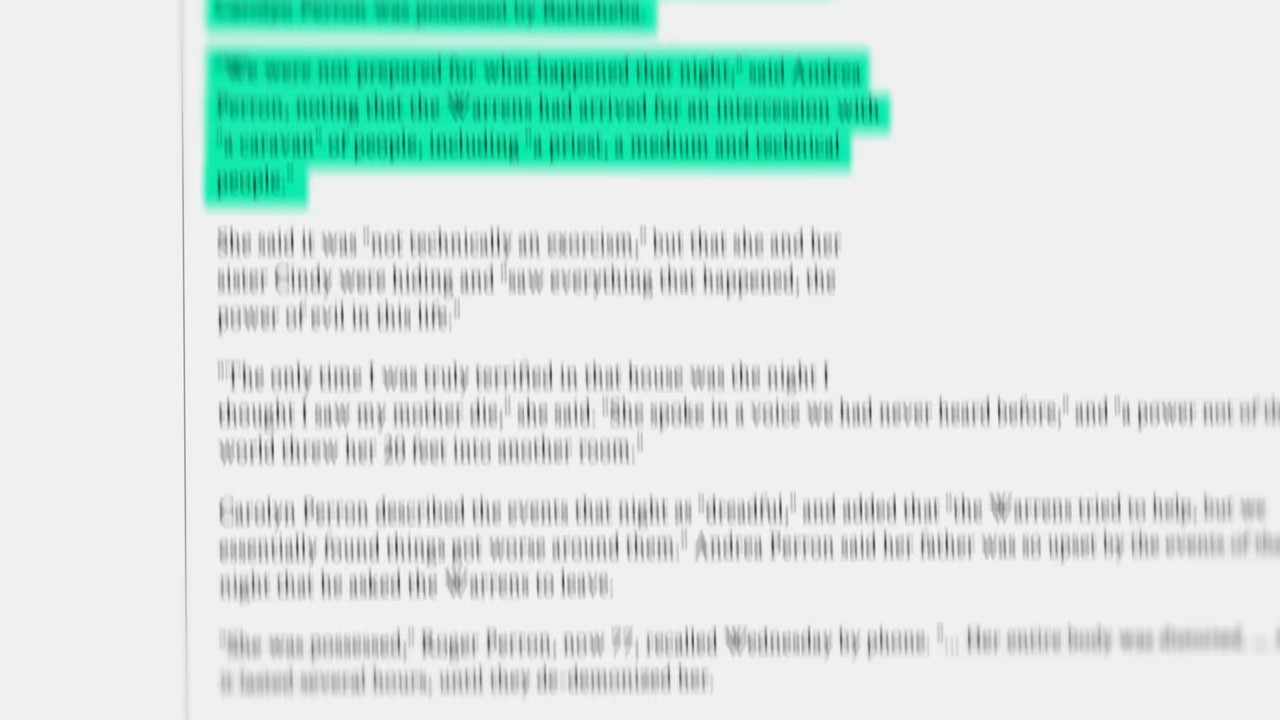 Carolyn Perron was possessed by Bathsheba.
"We were not prepared for what happened that night," said Andrea
Perron, noting that the Warrens had arrived for an intercession with
"a caravan" of people, including "a priest, a medium and technical
people."
She said it was "not technically an exorcism," but that she and her
sister Cindy were hiding and "saw everything that happened, the
power of evil in this life."
"The only time I was truly terrified in that house was the night I
thought I saw my mother die," she said. "She spoke in a voice we had never heard before," and "a power not of
world threw her 20 feet into another room."
Carolyn Perron described the events that night as "dreadful," and added that "the Warrens tried to help, but we
essentially found things got worse around them." Andrea Perron said her father was so upset by the events of
night that he asked the Warrens to leave.
"She was possessed," Roger Perron, now 77, recalled Wednesday by phone. "... Her entire body was distorted. ...
it lasted several hours, until they de-demonized her.